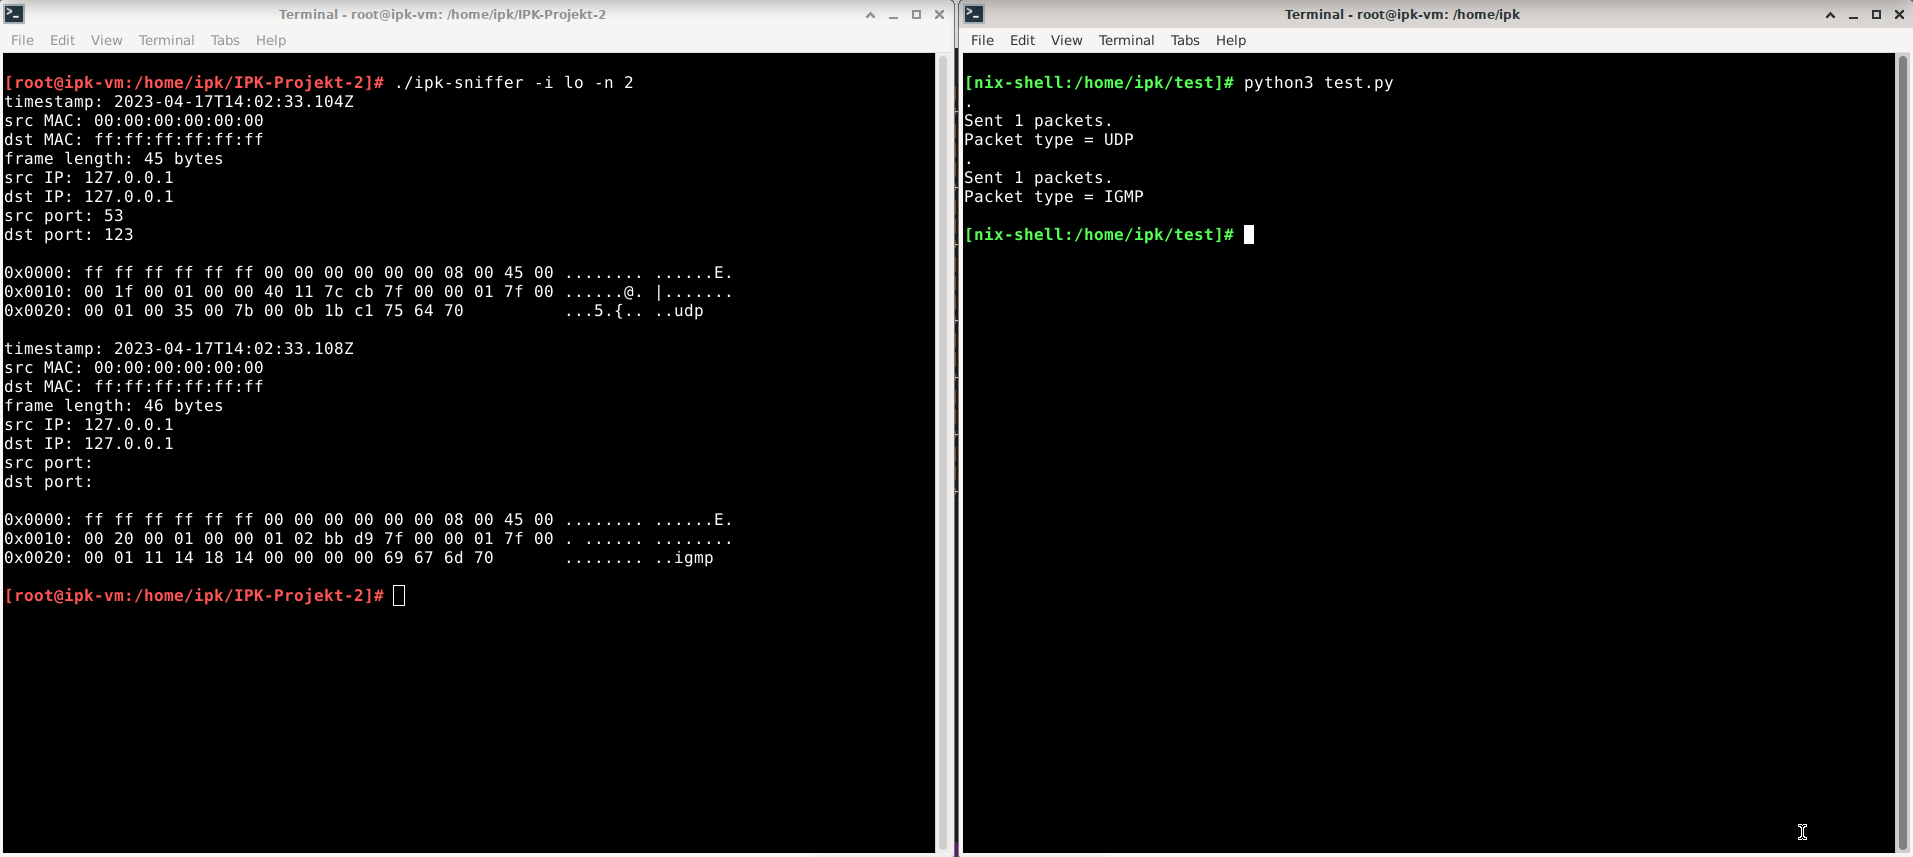 Terminal - root@ipk-vm: /home/ipk/IPK-Projekt-2
File Edit View Terminal Tabs Help
[root@ipk-vm:/home/ipk/IPK-Projekt-2]# ./ipk-sniffer -i lo -n 2
timestamp: 2023-04-17T14:02:33.104Z
src MAC: 00:00:00:00:00:00
dst MAC: ff:ff:ff:ff:ff:ff
frame length: 45 bytes
src IP: 127.0.0.1
dst IP: 127.0.0.1
src port: 53
dst port: 123
0x0000: ff ff ff ff ff ff 00 00 00 00 00 00 08 00 45 00 ........ ......E.
0x0010: 00 1f 00 01 00 00 40 11 7c cb 7f 00 00 01 7f 00 ......@. |.......
0x0020: 00 01 00 35 00 7b 00 0b 1b c1 75 64 70 ...5.{.. ..udp
timestamp: 2023-04-17T14:02:33.108Z
src MAC: 00:00:00:00:00:00
dst MAC: ff:ff:ff:ff:ff:ff
frame length: 46 bytes
src IP: 127.0.0.1
dst IP: 127.0.0.1
src port:
dst port:
0x0000: ff ff ff ff ff ff 00 00 00 00 00 00 08 00 45 00 ........ ......E.
0x0010: 00 20 00 01 00 00 01 02 bb d9 7f 00 00 01 7f 00 . ...... ........
0x0020: 00 01 11 14 18 14 00 00 00 00 69 67 6d 70 ........ ..igmp
[root@ipk-vm:/home/ipk/IPK-Projekt-2]#
Terminal - root@ipk-vm: /home/ipk
File Edit View Terminal Tabs Help
[nix-shell:/home/ipk/test]# python3 test.py
.
Sent 1 packets.
Packet type = UDP
.
Sent 1 packets.
Packet type = IGMP
[nix-shell:/home/ipk/test]#